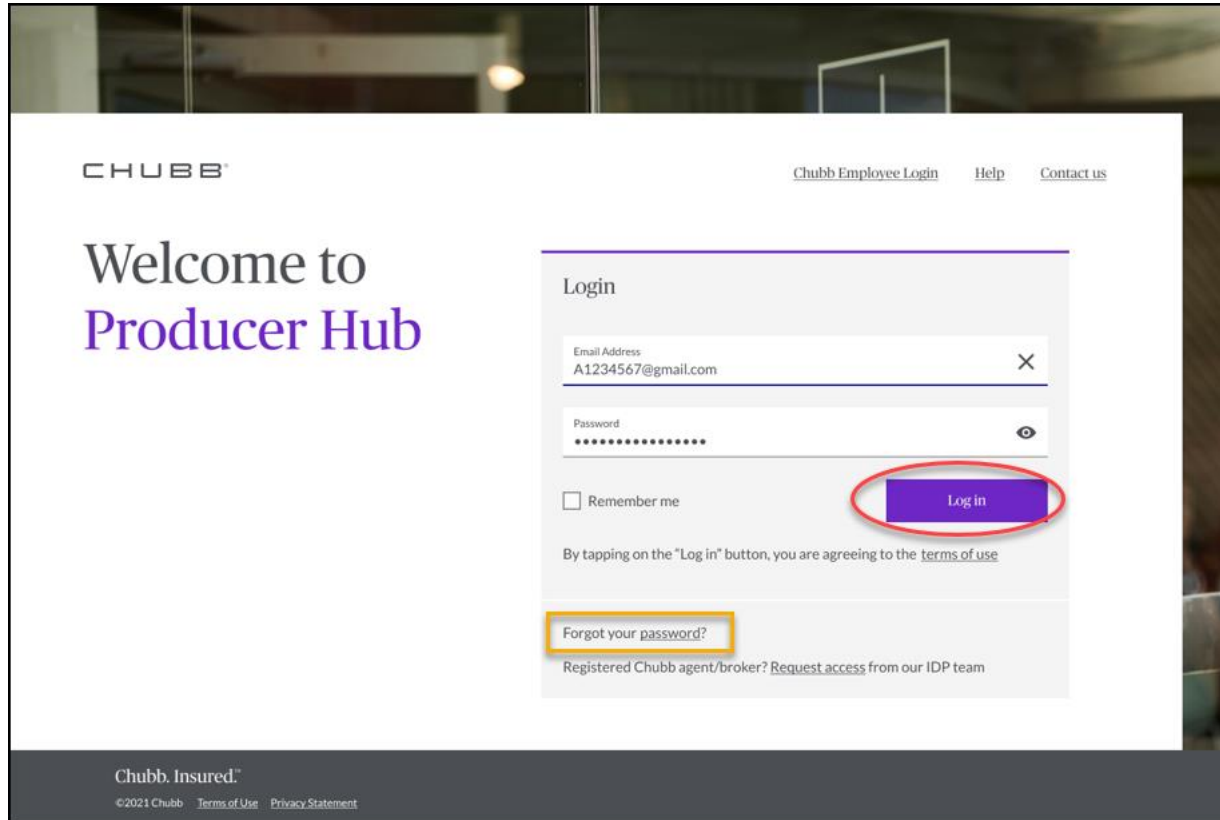 CHUBB®
Chubb Employee Login Help Contact us
Welcome to
Producer Hub
Login
Email Address
A1234567@gmail.com
Password
••••••••••••••••
Remember me
Log in
By tapping on the "Log in" button, you are agreeing to the terms of use
Forgot your password?
Registered Chubb agent/broker? Request access from our IDP team
Chubb. Insured.™
©2021 Chubb Terms of Use Privacy Statement